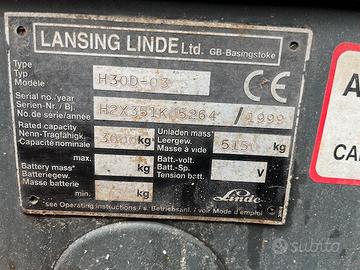 LANSING LINDE Ltd. GB-Basingstoke
Type
Typ
Modèle
H30D-03
CE
Serial no./year
Serien-Nr./ Bj.
No de série/année
H2X351K 5264 / 1999
Rated capacity
Nenn-Tragfähigk.
Capacité nominale
3000 kg
Unladen mass*
Leergew.
Masse à vide
5150 kg
max.
kg
Battery mass*
Batteriegew.
Masse batterie
min.
kg
Batt.-volt.
Batt.-Sp.
Tension batt.
V
Linde
*see Operating instructions / s. Betriebsanl. / voir Mode d'emploi
A
CA
subito